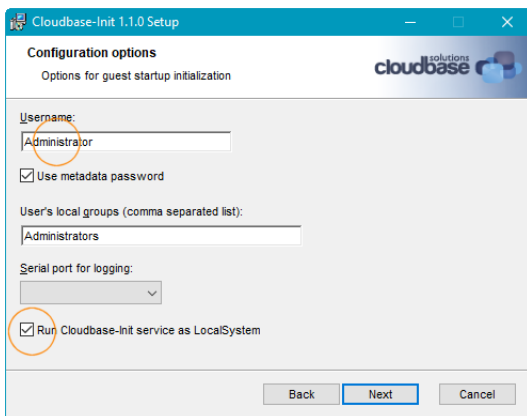 Cloudbase-Init 1.1.0 Setup
Configuration options
Options for guest startup initialization
cloudbase solutions
Username:
Administrator
Use metadata password
User's local groups (comma separated list):
Administrators
Serial port for logging:
Run Cloudbase-Init service as LocalSystem
Back Next Cancel